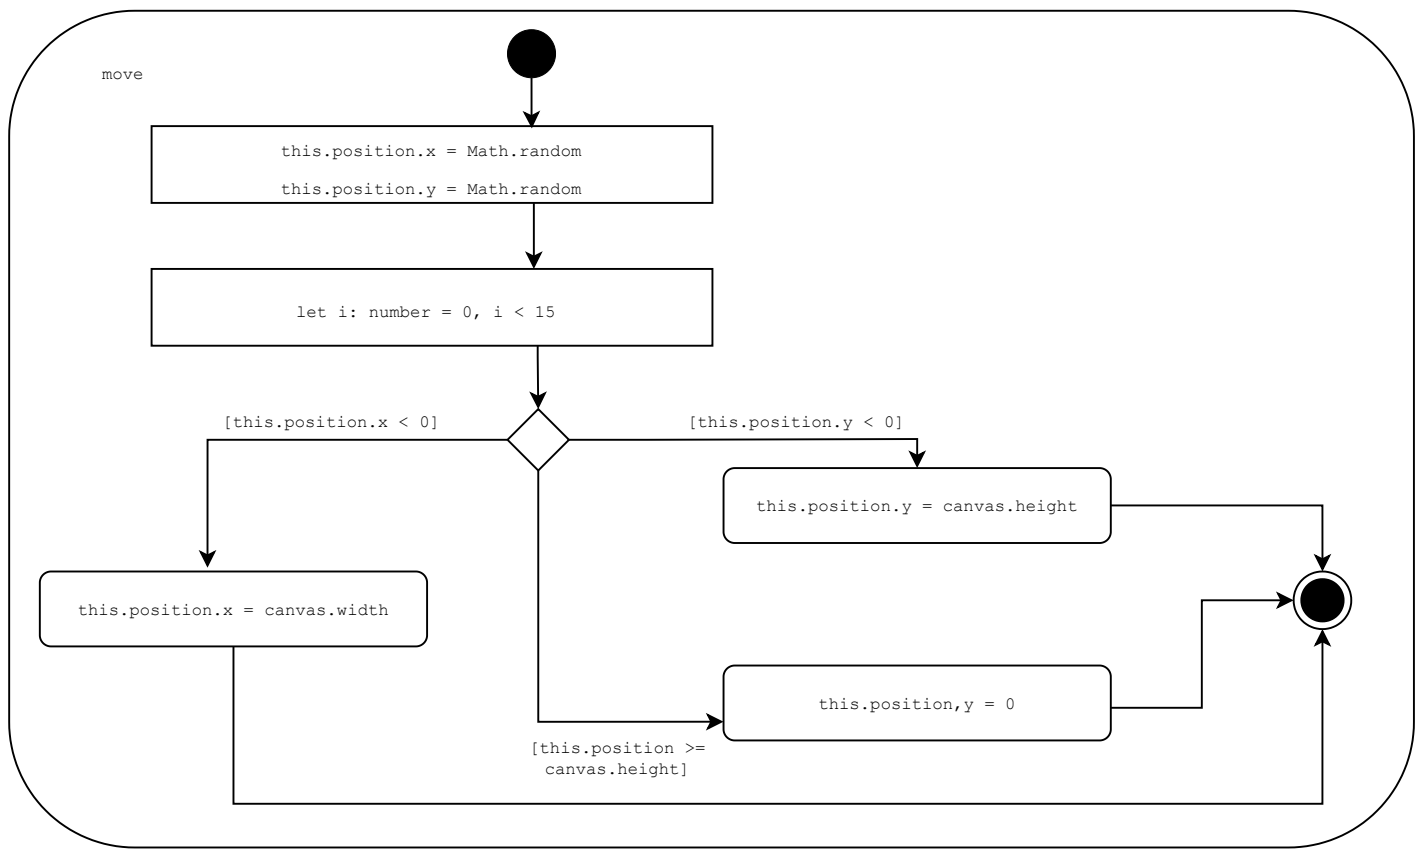 move
this.position.x = Math.random
this.position.y = Math.random
let i: number = 0, i < 15
[this.position.x < 0]
[this.position.y < 0]
this.position.y = canvas.height
this.position.x = canvas.width
this.position,y = 0
[this.position >=
canvas.height]